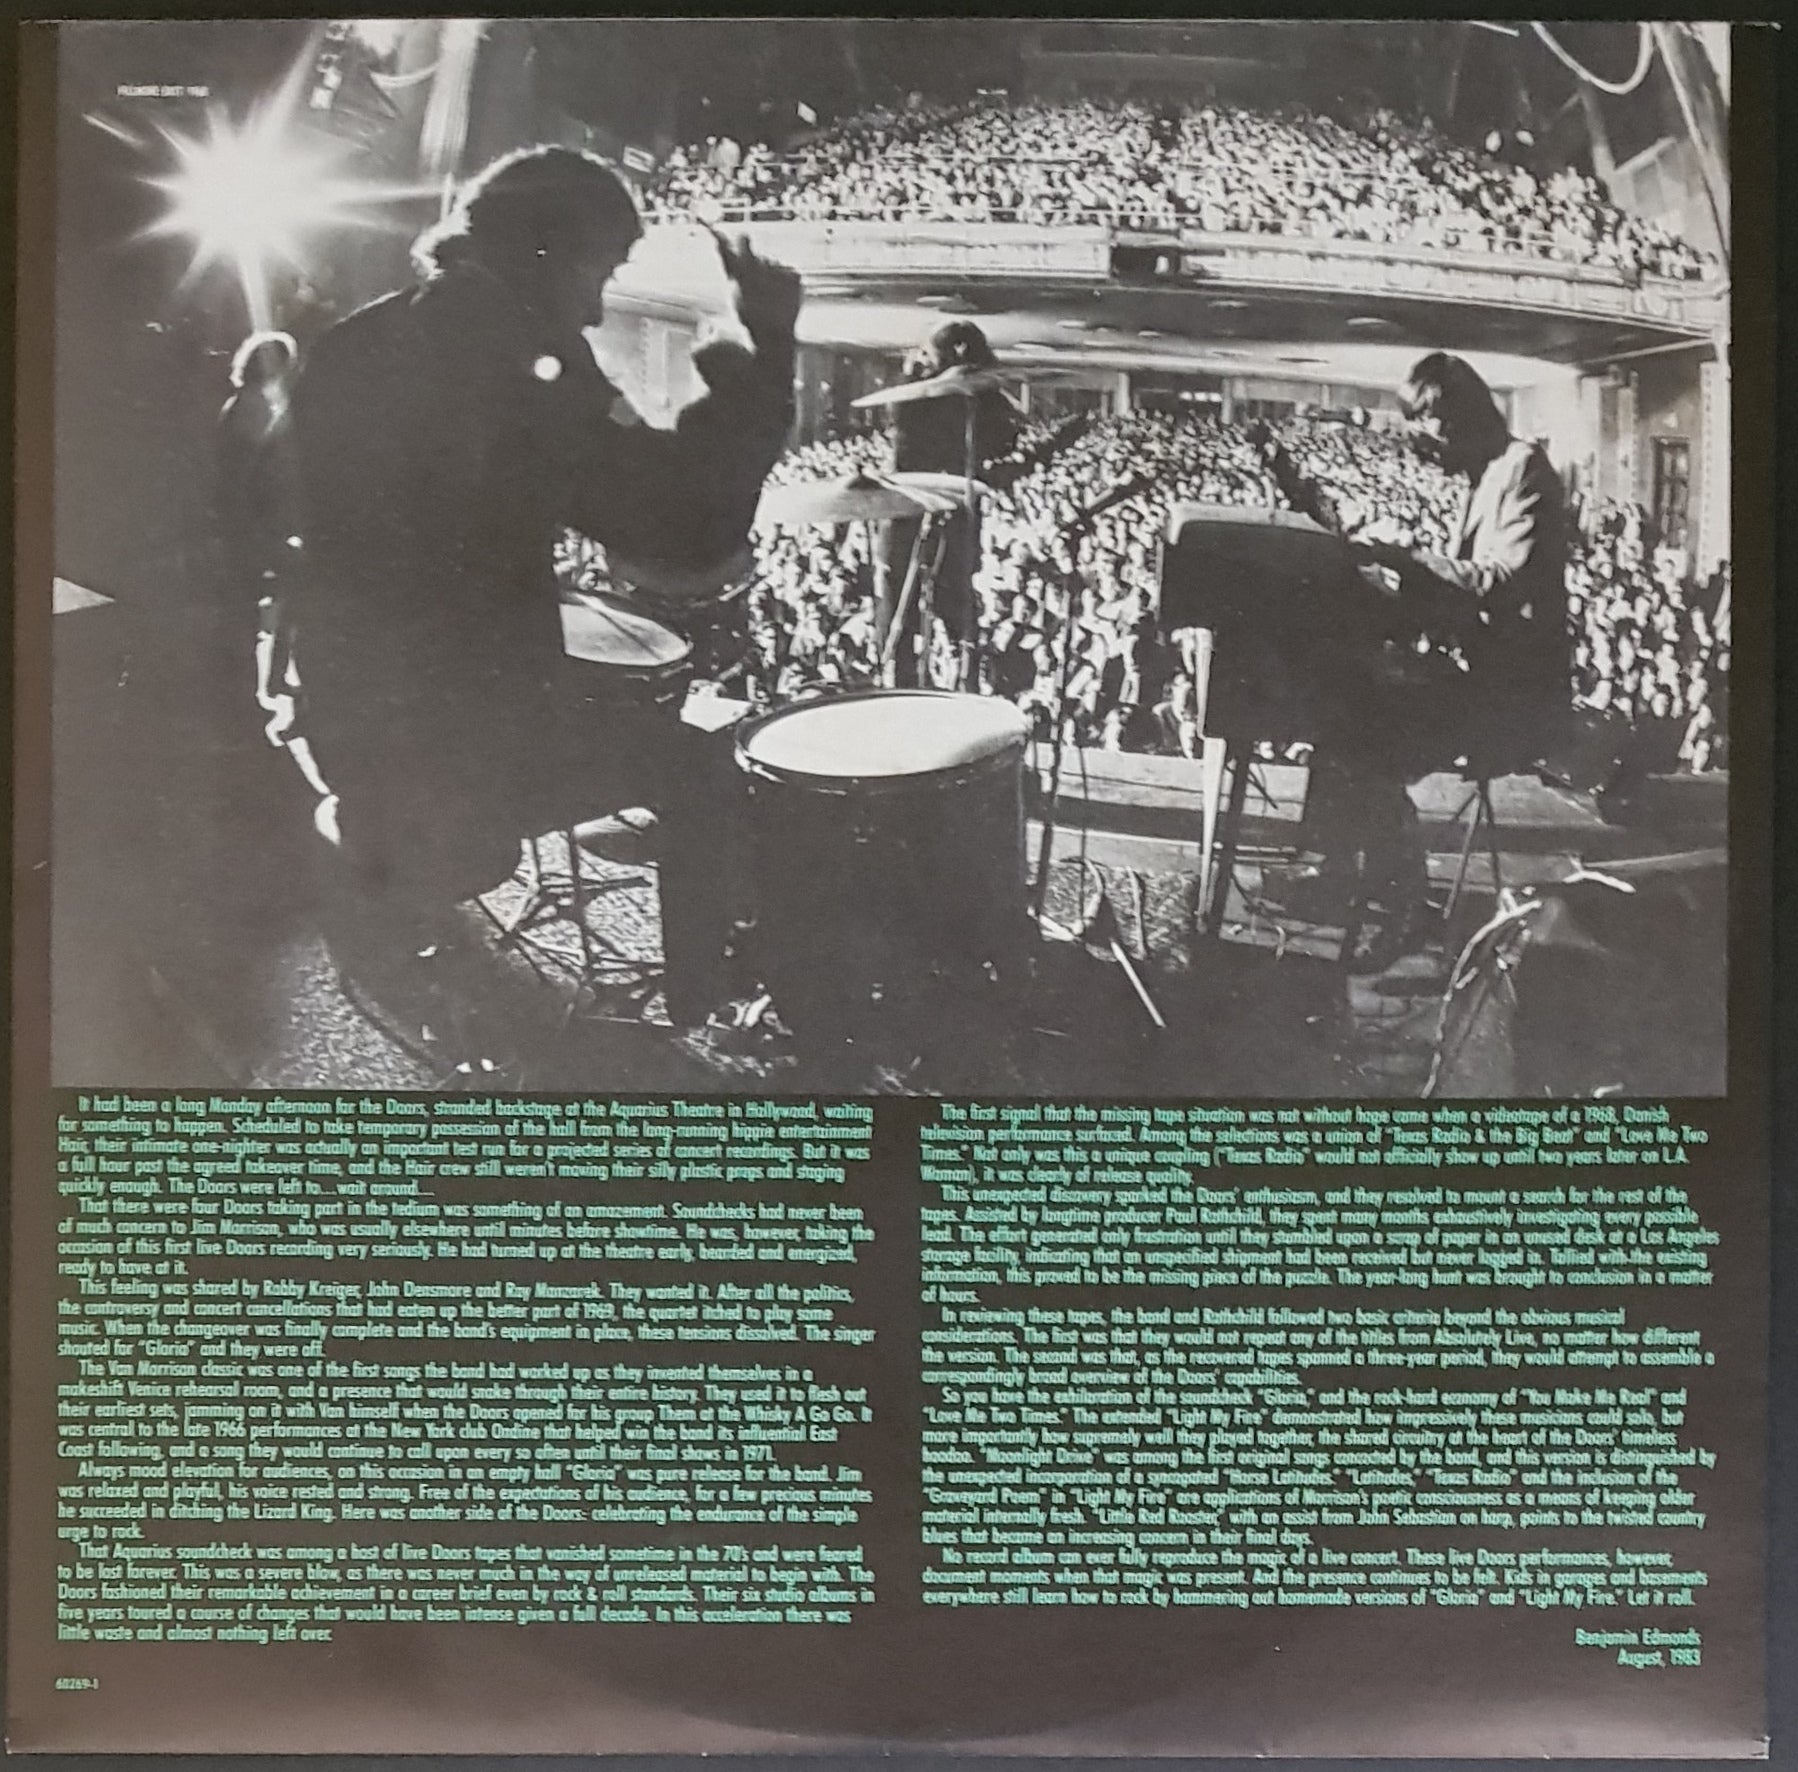 FILLMORE EAST 1968
It had been a long Monday afternoon for the Doors, stranded backstage at the Aquarius Theatre in Hollywood, waiting
for something to happen. Scheduled to take temporary possession of the hall from the long-running hippie entertainment
Hair, their intimate one-nighter was actually an important test run for a projected series of concert recordings. But it was
a full hour past the agreed takeover time, and the Hair crew still weren't moving their silly plastic props and staging
quickly enough. The Doors were left to....wait around....
That there were four Doors taking part in the tedium was something of an amazement. Soundchecks had never been
of much concern to Jim Morrison, who was usually elsewhere until minutes before showtime. He was, however, taking the
occasion of this first live Doors recording very seriously. He had turned up at the theatre early, bearded and energized,
ready to have at it.
This feeling was shared by Robby Kreiger, John Densmore and Ray Manzarek. They wanted it. After all the politics,
the controversy and concert cancellations that had eaten up the better part of 1969, the quartet itched to play some
music. When the changeover was finally complete and the band's equipment in place, these tensions dissolved. The singer
shouted for "Gloria" and they were off.
The Van Morrison classic was one of the first songs the band had worked up as they invented themselves in a
makeshift Venice rehearsal room, and a presence that would snake through their entire history. They used it to flesh out
their earliest sets, jamming on it with Van himself when the Doors opened for his group Them at the Whisky A Go Go. It
was central to the late 1966 performances at the New York club Ondine that helped win the band its influential East
Coast following, and a song they would continue to call upon every so often until their final shows in 1971.
Always mood elevation for audiences, on this occasion in an empty hall "Gloria" was pure release for the band. Jim
was relaxed and playful, his voice rested and strong. Free of the expectations of his audience, for a few precious minutes
he succeeded in ditching the Lizard King. Here was another side of the Doors: celebrating the endurance of the simple
urge to rock.
That Aquarius soundcheck was among a host of live Doors tapes that vanished sometime in the 70's and were feared
to be lost forever. This was a severe blow, as there was never much in the way of unreleased material to begin with. The
Doors fashioned their remarkable achievement in a career brief even by rock & roll standards. Their six studio albums in
five years toured a course of changes that would have been intense given a full decade. In this acceleration there was
little waste and almost nothing left over.
60269-1
The first signal that the missing tape situation was not without hope came when a videotape of a 1968, Danish
television performance surfaced. Among the selections was a union of "Texas Radio & the Big Beat" and "Love Me Two
Times." Not only was this a unique coupling ("Texas Radio" would not officially show up until two years later on L.A.
Woman), it was clearly of release quality.
This unexpected discovery sparked the Doors' enthusiasm, and they resolved to mount a search for the rest of the
tapes. Assisted by longtime producer Paul Rothchild, they spent many months exhaustively investigating every possible
lead. The effort generated only frustration until they stumbled upon a scrap of paper in an unused desk at a Los Angeles
storage facility, indicating that an unspecified shipment had been received but never logged in. Tallied with the existing
information, this proved to be the missing piece of the puzzle. The year-long hunt was brought to conclusion in a matter
of hours.
In reviewing these tapes, the band and Rothchild followed two basic criteria beyond the obvious musical
considerations. The first was that they would not repeat any of the titles from Absolutely Live, no matter how different
the version. The second was that, as the recovered tapes spanned a three-year period, they would attempt to assemble a
correspondingly broad overview of the Doors' capabilities.
So you have the exhiliration of the soundcheck "Gloria," and the rock-hard economy of "You Make Me Real" and
"Love Me Two Times." The extended "Light My Fire" demonstrated how impressively these musicians could solo, but
more importantly how supremely well they played together, the shared circuitry at the heart of the Doors' timeless
hoodoo. "Moonlight Drive" was among the first original songs concocted by the band, and this version is distinguished by
the unexpected incorporation of a syncopated "Horse Latitudes." "Latitudes," "Texas Radio" and the inclusion of the
"Graveyard Poem" in "Light My Fire" are applications of Morrison's poetic consciousness as a means of keeping older
material internally fresh. "Little Red Rooster," with an assist from John Sebastian on harp, points to the twisted country
blues that became an increasing concern in their final days.
No record album can ever fully reproduce the magic of a live concert. These live Doors performances, however,
document moments when that magic was present. And the presence continues to be felt. Kids in garages and basements
everywhere still learn how to rock by hammering out homemade versions of "Gloria" and "Light My Fire." Let it roll.
Benjamin Edmonds
August, 1983